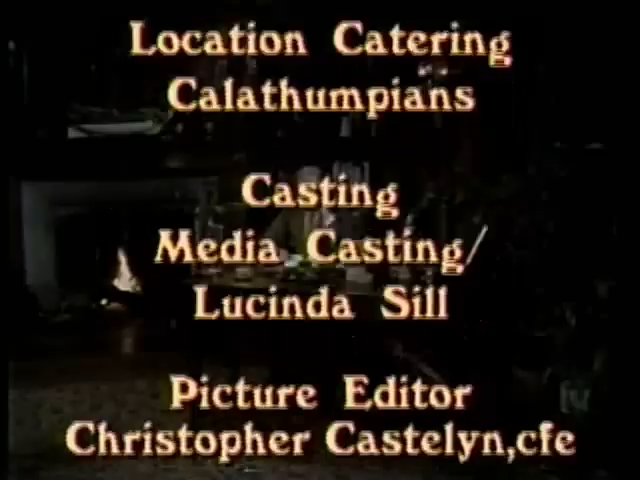 Location Catering
Calathumpians
Casting
Media Casting/
Lucinda Sill
Picture Editor
Christopher Castelyn,cfe